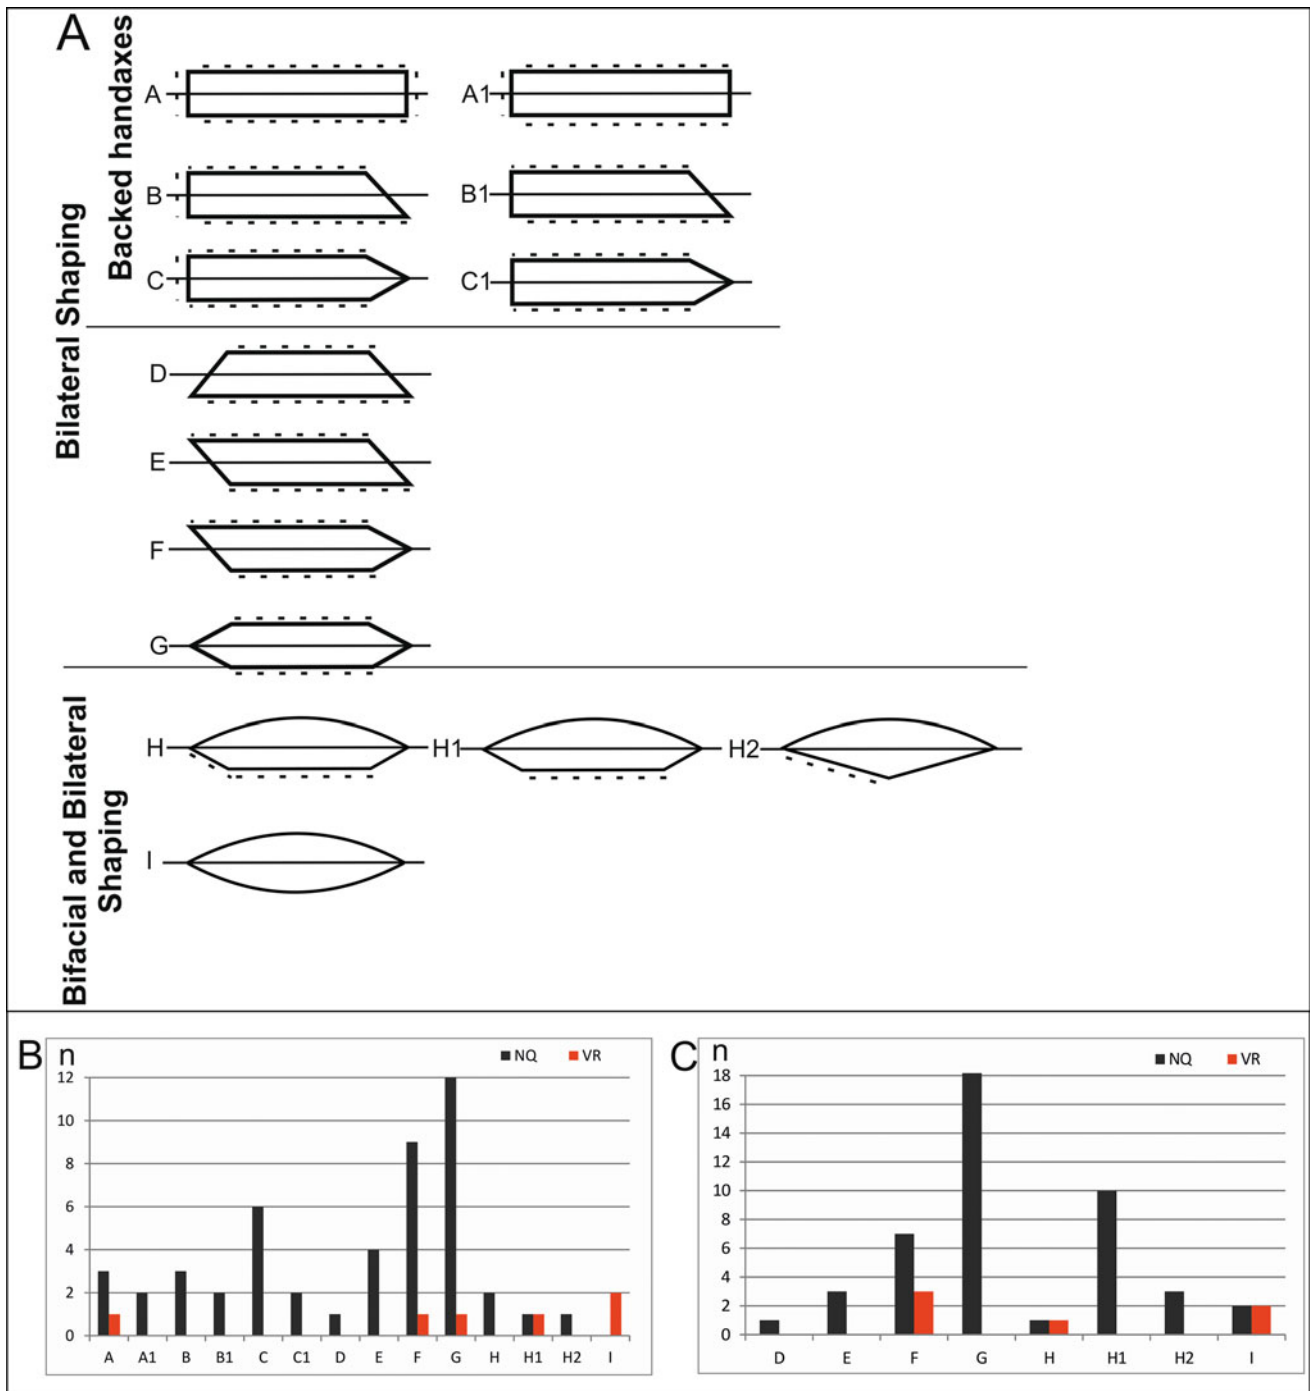 A
Backed handaxes
Bilateral Shaping
A A1
B B1
C C1
D
E
F
G
Bifacial and Bilateral
Shaping
H H1 H2
I
B n NQ VR
12
10
8
6
4
2
0
A A1 B B1 C C1 D E F G H H1 H2 I
C n NQ VR
18
16
14
12
10
8
6
4
2
0
D E F G H H1 H2 I